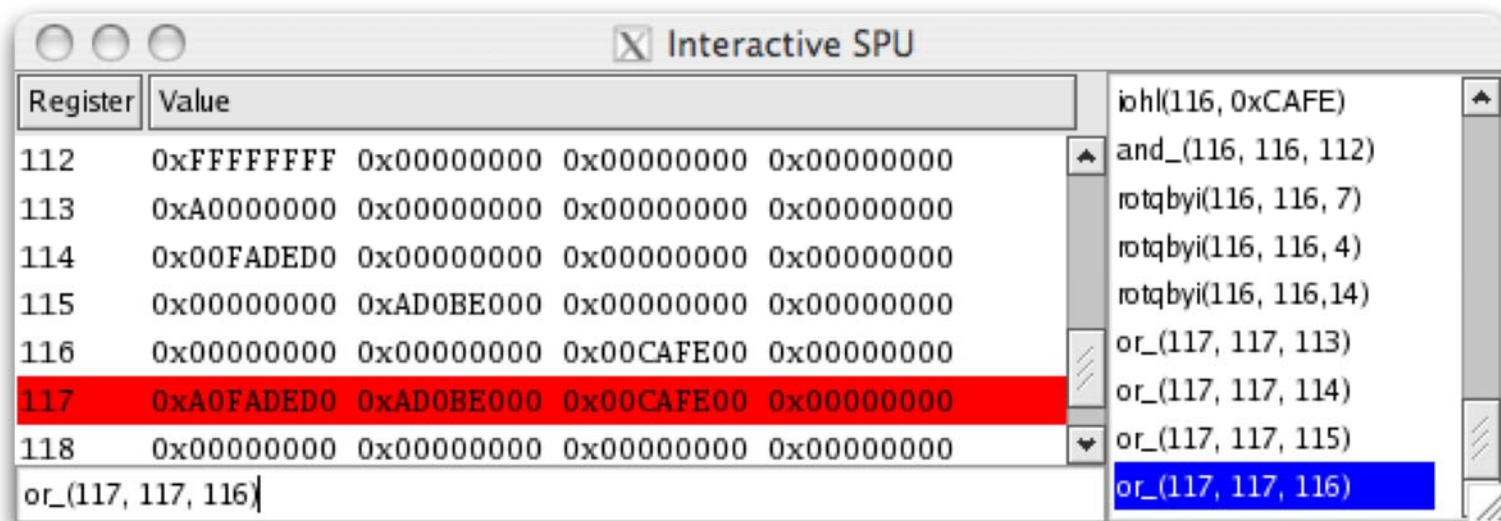 X Interactive SPU
Register Value
112 0xFFFFFFFF 0x00000000 0x00000000 0x00000000
113 0xA0000000 0x00000000 0x00000000 0x00000000
114 0x00FADED0 0x00000000 0x00000000 0x00000000
115 0x00000000 0xAD0BE000 0x00000000 0x00000000
116 0x00000000 0x00000000 0x00CAFE00 0x00000000
117 0xA0FADED0 0xAD0BE000 0x00CAFE00 0x00000000
118 0x00000000 0x00000000 0x00000000 0x00000000
or_(117, 117, 116)
iohl(116, 0xCAFE)
and_(116, 116, 112)
rotqbyi(116, 116, 7)
rotqbyi(116, 116, 4)
rotqbyi(116, 116,14)
or_(117, 117, 113)
or_(117, 117, 114)
or_(117, 117, 115)
or_(117, 117, 116)